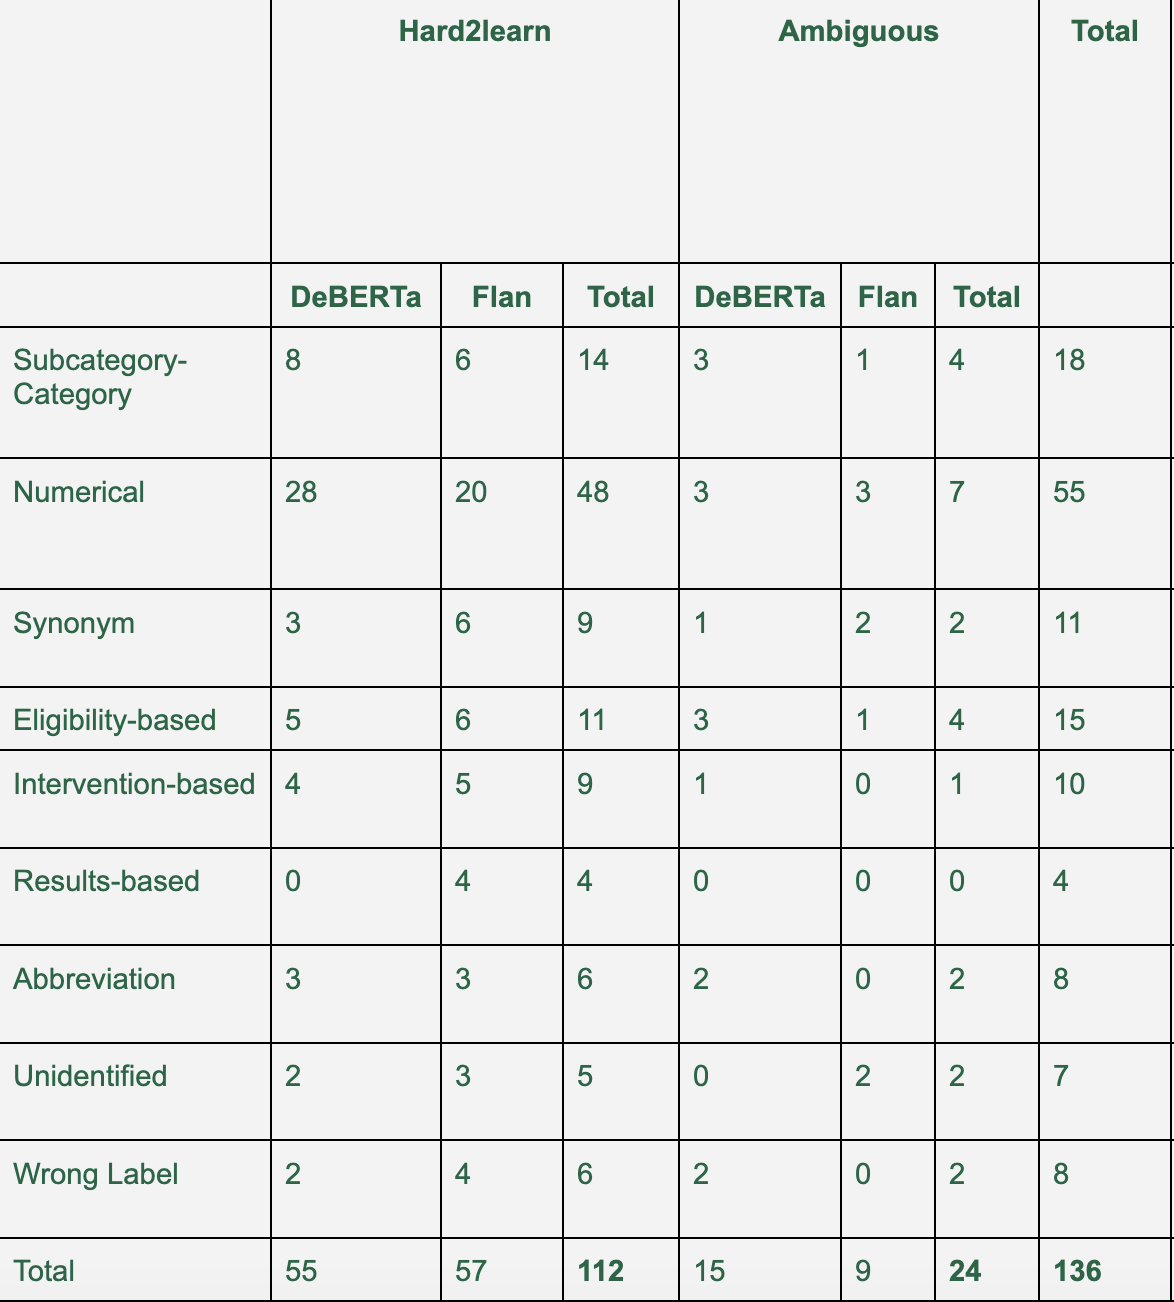 Hard2learn Ambiguous Total
DeBERTa Flan Total DeBERTa Flan Total
Subcategory-
Category 8 6 14 3 1 4 18
Numerical 28 20 48 3 3 7 55
Synonym 3 6 9 1 2 2 11
Eligibility-based 5 6 11 3 1 4 15
Intervention-based 4 5 9 1 0 1 10
Results-based 0 4 4 0 0 0 4
Abbreviation 3 3 6 2 0 2 8
Unidentified 2 3 5 0 2 2 7
Wrong Label 2 4 6 2 0 2 8
Total 55 57 112 15 9 24 136